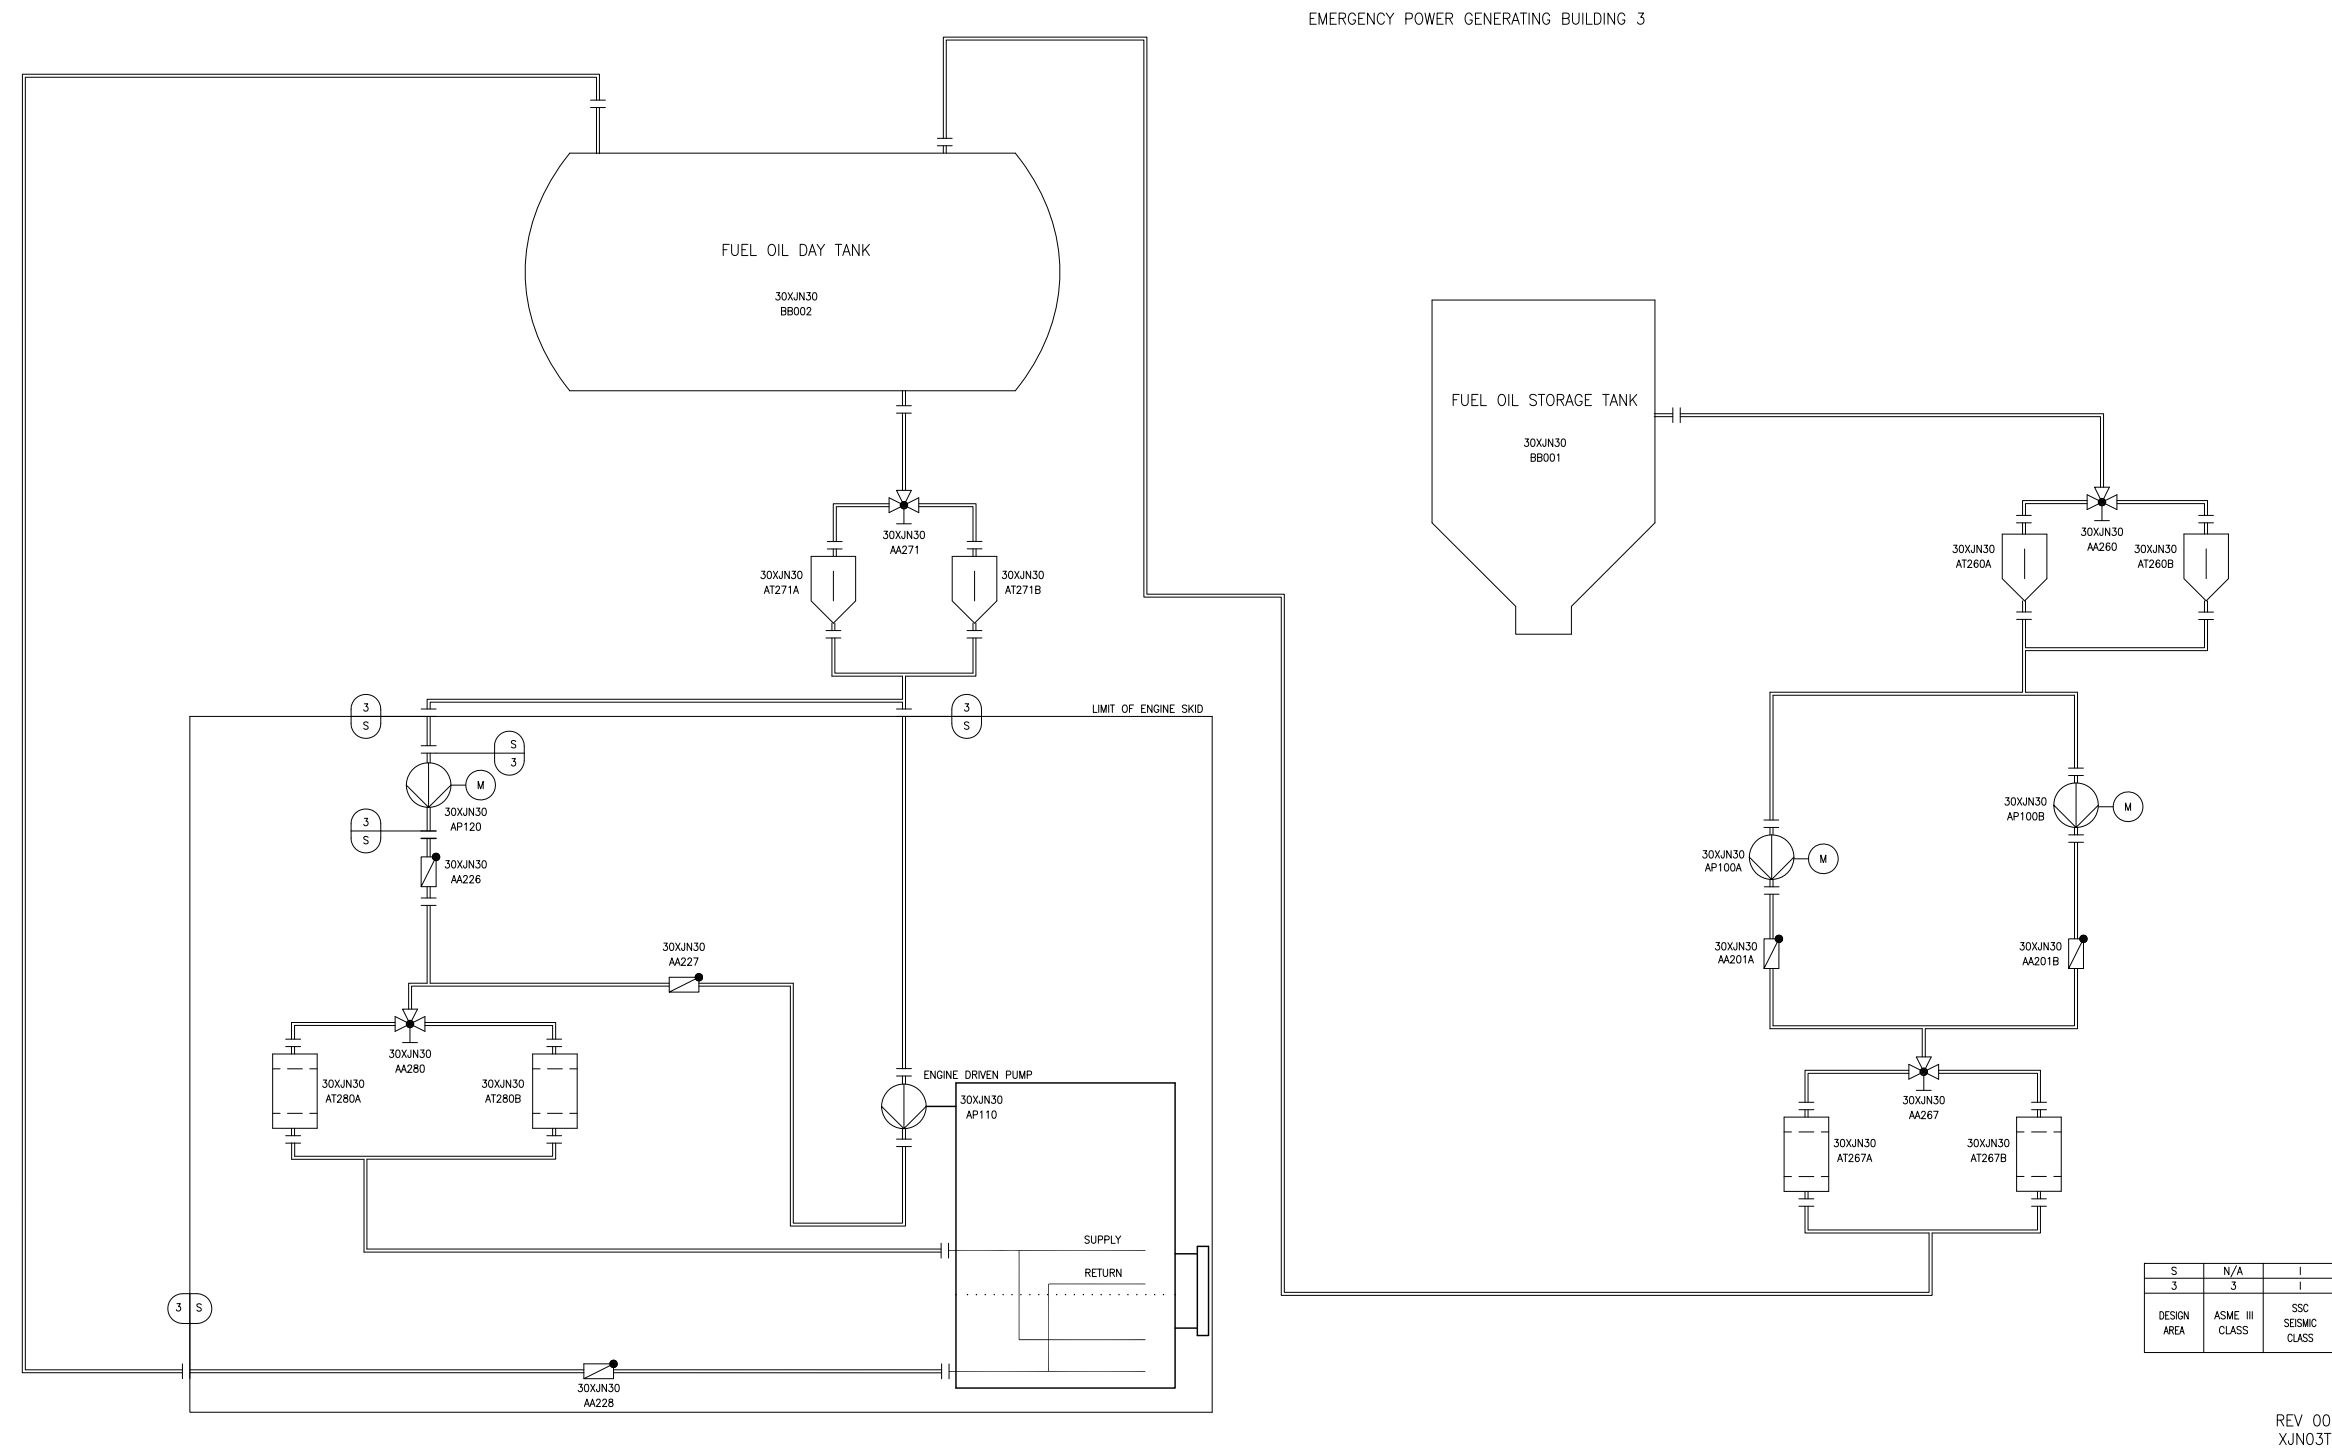 EMERGENCY POWER GENERATING BUILDING 3
FUEL OIL DAY TANK
30XJN30
BB002
FUEL OIL STORAGE TANK
30XJN30
BB001
30XJN30
AA271
30XJN30
AT271A
30XJN30
AT271B
30XJN30
AA260
30XJN30
AT260A
30XJN30
AT260B
3
S
3
S
LIMIT OF ENGINE SKID
S
3
M
30XJN30
AP120
3
S
30XJN30
AA226
30XJN30
AP100B
M
30XJN30
AP100A
M
30XJN30
AA227
30XJN30
AA201A
30XJN30
AA201B
30XJN30
AA280
30XJN30
AT280A
30XJN30
AT280B
ENGINE DRIVEN PUMP
30XJN30
AP110
30XJN30
AA267
30XJN30
AT267A
30XJN30
AT267B
SUPPLY
RETURN
3 S
30XJN30
AA228
S N/A I
3 3 I
DESIGN
AREA
ASME III
CLASS
SSC
SEISMIC
CLASS
REV 00
XJN03T